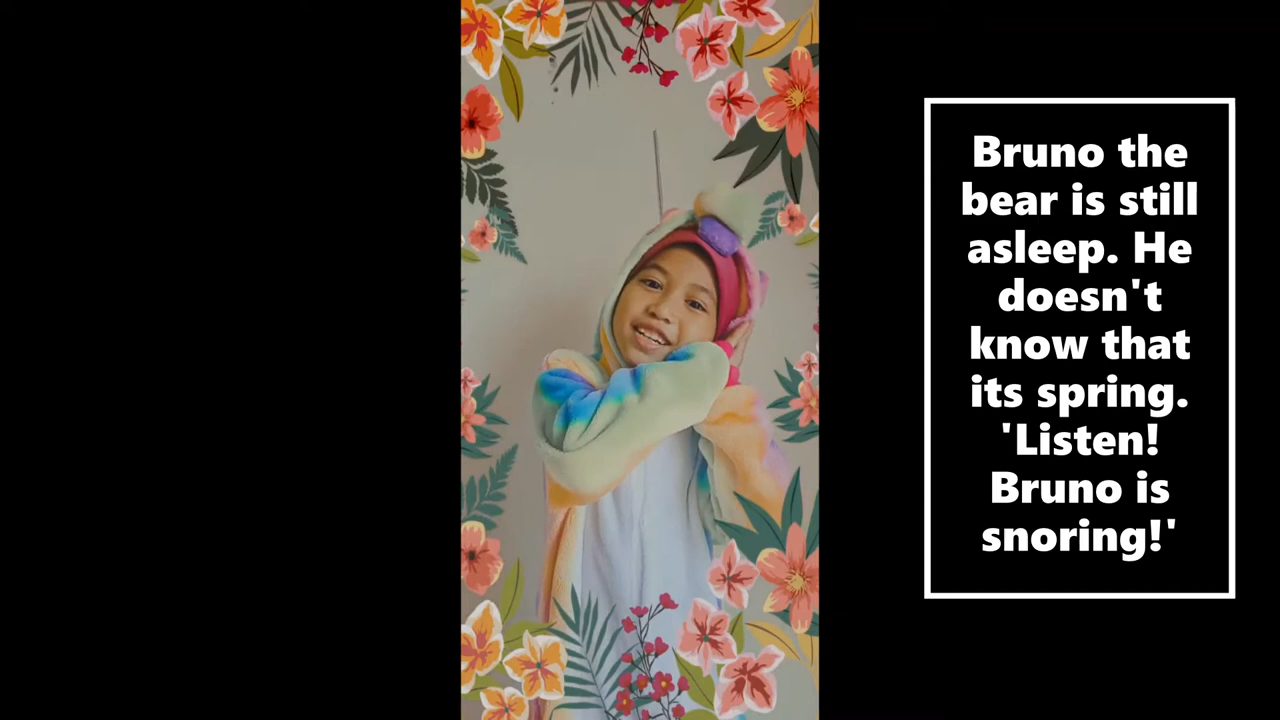 Bruno the
bear is still
asleep. He
doesn't
know that
its spring.
'Listen!
Bruno is
snoring!'